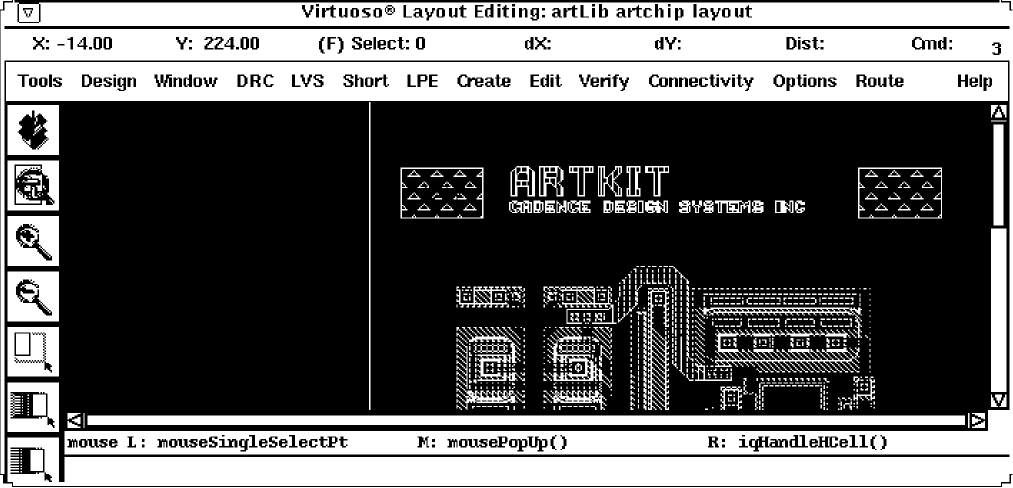 Virtuoso® Layout Editing: artLib artchip layout
X: -14.00 Y: 224.00 (F) Select: 0 dX: dY: Dist: Cmd: 3
Tools Design Window DRC LVS Short LPE Create Edit Verify Connectivity Options Route Help
ARTKIT
CADENCE DESIGN SYSTEMS INC
mouse L: mouseSingleSelectPt M: mousePopUp() R: iqHandleHCell()